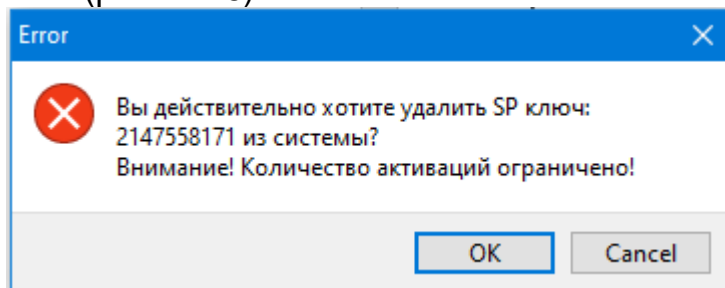 Error
Вы действительно хотите удалить SP ключ:
2147558171 из системы?
Внимание! Количество активаций ограничено!
OK
Cancel